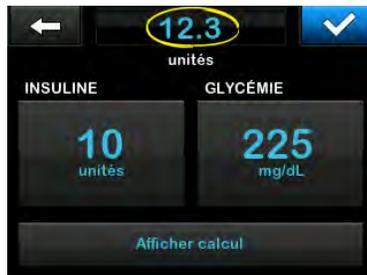 12.3
unités
INSULINE
GLYCÉMIE
10
unités
225
mg/dL
Afficher calcul